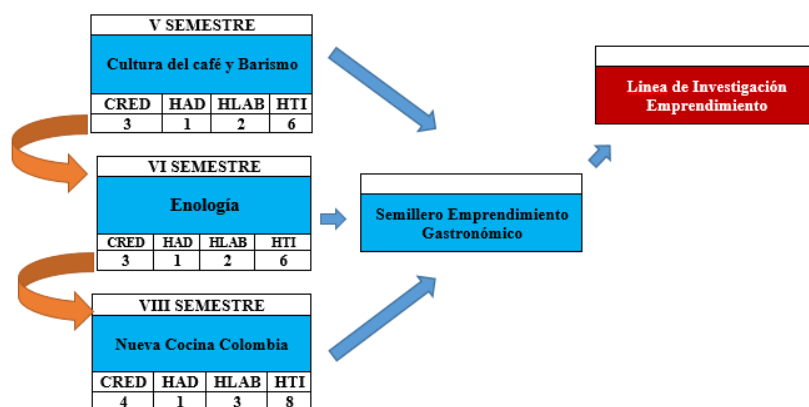 V SEMESTRE
Cultura del café y Barismo
CRED HAD HLAB HTI
3 1 2 6
VI SEMESTRE
Enología
CRED HAD HLAB HTI
3 1 2 6
VIII SEMESTRE
Nueva Cocina Colombia
CRED HAD HLAB HTI
4 1 3 8
Semillero Emprendimiento
Gastronómico
Linea de Investigación
Emprendimiento